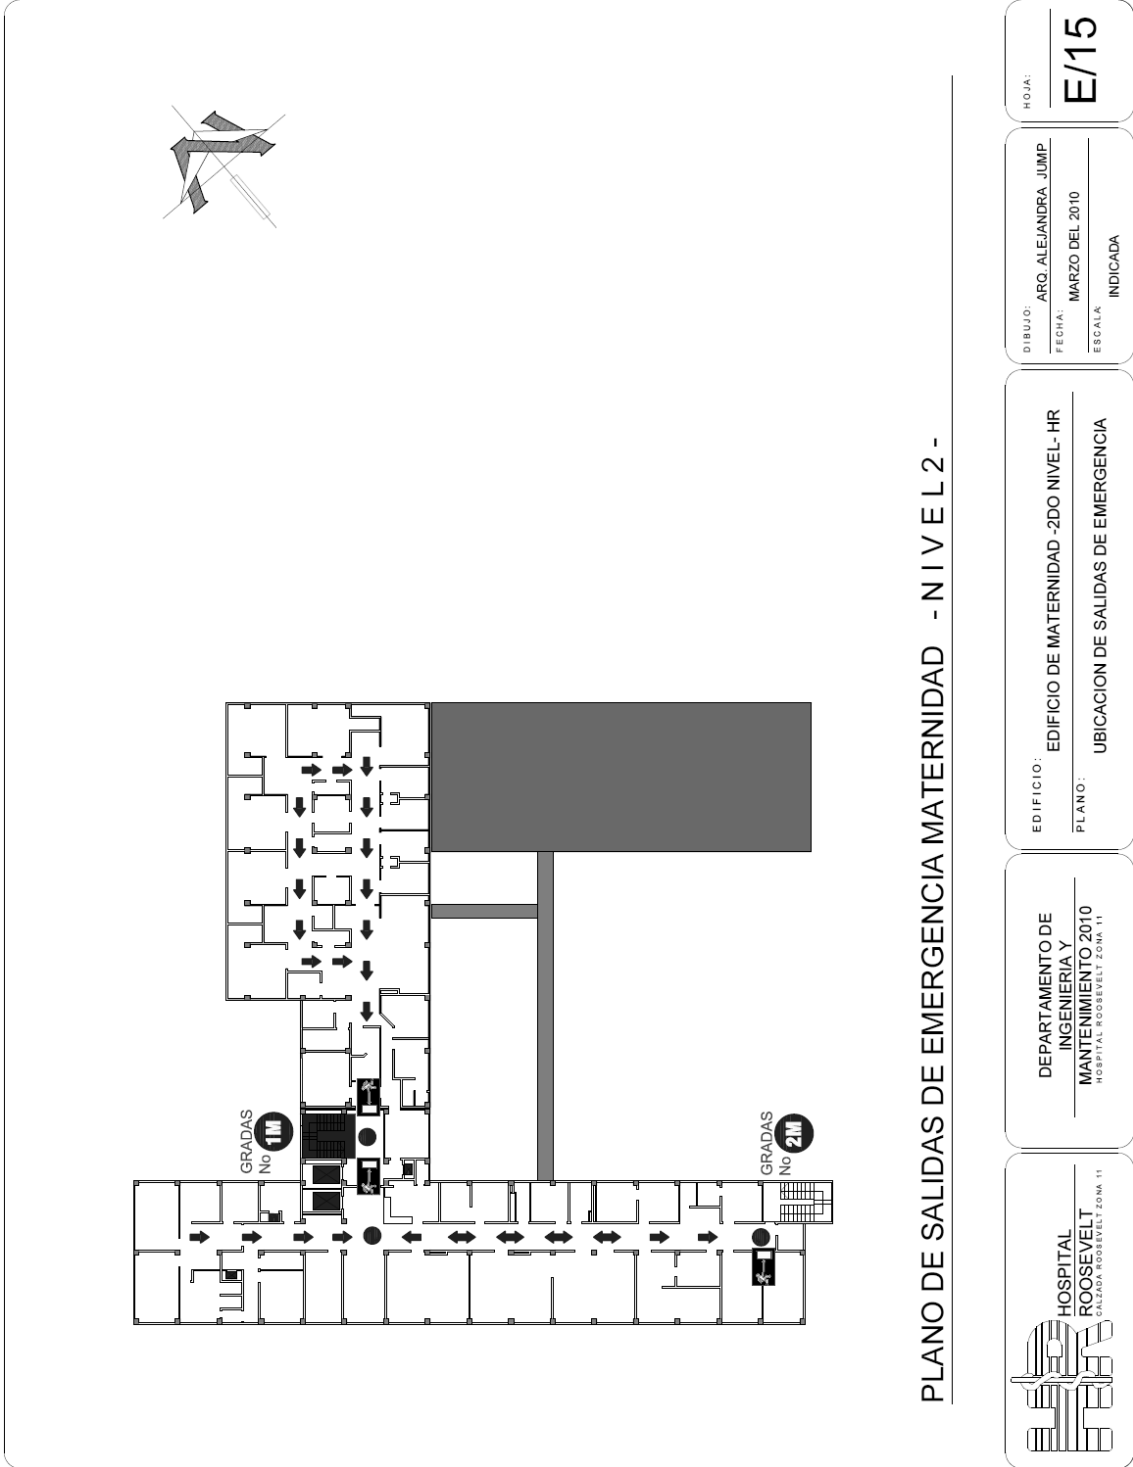 GRADAS
No 1M
GRADAS
No 2M
PLANO DE SALIDAS DE EMERGENCIA MATERNIDAD - N I V E L 2 -
HOSPITAL
ROOSEVELT
CALZADA ROOSEVELT ZONA 11
DEPARTAMENTO DE
INGENIERIA Y
MANTENIMIENTO 2010
HOSPITAL ROOSEVELT ZONA 11
EDIFICIO:
EDIFICIO DE MATERNIDAD -2DO NIVEL- HR
PLANO:
UBICACION DE SALIDAS DE EMERGENCIA
DIBUJO:
ARQ. ALEJANDRA JUMP
FECHA:
MARZO DEL 2010
ESCALA:
INDICADA
HOJA:
E/15